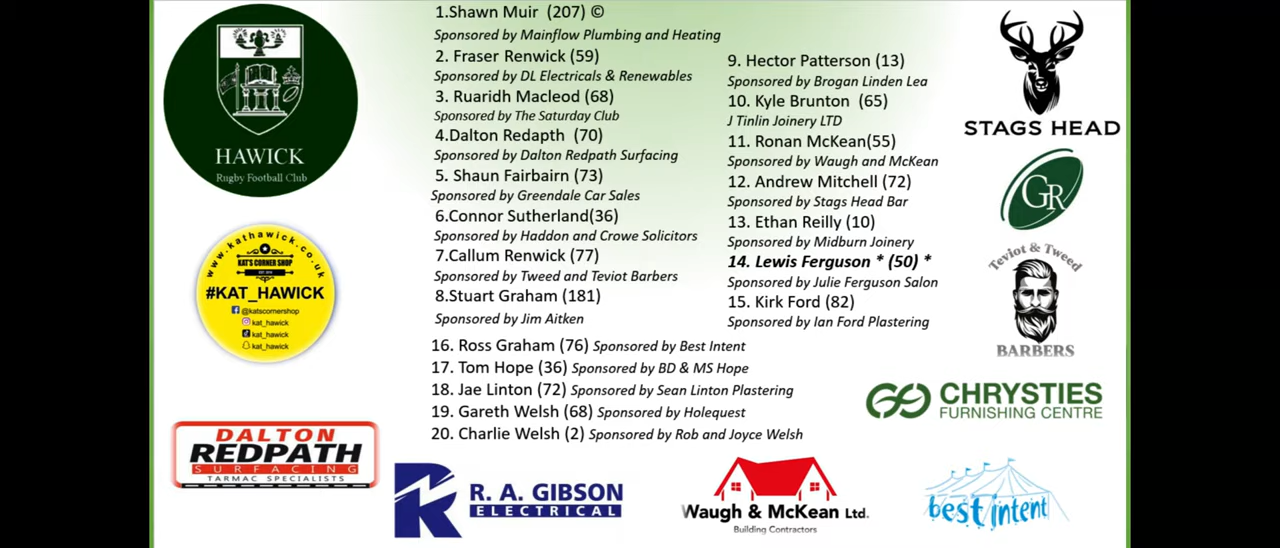 HAWICK
Rugby Football Club
www.kathawick.co.uk
KAT'S CORNER SHOP
#KAT_HAWICK
@katscornershop
kat_hawick
kat_hawick
kat_hawick
DALTON
REDPATH
SURFACING
TARMAC SPECIALISTS
1.Shawn Muir (207) ©
Sponsored by Mainflow Plumbing and Heating
2. Fraser Renwick (59)
Sponsored by DL Electricals & Renewables
3. Ruaridh Macleod (68)
Sponsored by The Saturday Club
4.Dalton Redapth (70)
Sponsored by Dalton Redpath Surfacing
5. Shaun Fairbairn (73)
Sponsored by Greendale Car Sales
6.Connor Sutherland(36)
Sponsored by Haddon and Crowe Solicitors
7.Callum Renwick (77)
Sponsored by Tweed and Teviot Barbers
8.Stuart Graham (181)
Sponsored by Jim Aitken
9. Hector Patterson (13)
Sponsored by Brogan Linden Lea
10. Kyle Brunton (65)
J Tinlin Joinery LTD
11. Ronan McKean(55)
Sponsored by Waugh and McKean
12. Andrew Mitchell (72)
Sponsored by Stags Head Bar
13. Ethan Reilly (10)
Sponsored by Midburn Joinery
14. Lewis Ferguson * (50) *
Sponsored by Julie Ferguson Salon
15. Kirk Ford (82)
Sponsored by Ian Ford Plastering
16. Ross Graham (76) Sponsored by Best Intent
17. Tom Hope (36) Sponsored by BD & MS Hope
18. Jae Linton (72) Sponsored by Sean Linton Plastering
19. Gareth Welsh (68) Sponsored by Holequest
20. Charlie Welsh (2) Sponsored by Rob and Joyce Welsh
STAGS HEAD
GR
Teviot & Tweed
BARBERS
CHRYSTIES
FURNISHING CENTRE
R. A. GIBSON
ELECTRICAL
Waugh & McKean Ltd.
Building Contractors
best intent